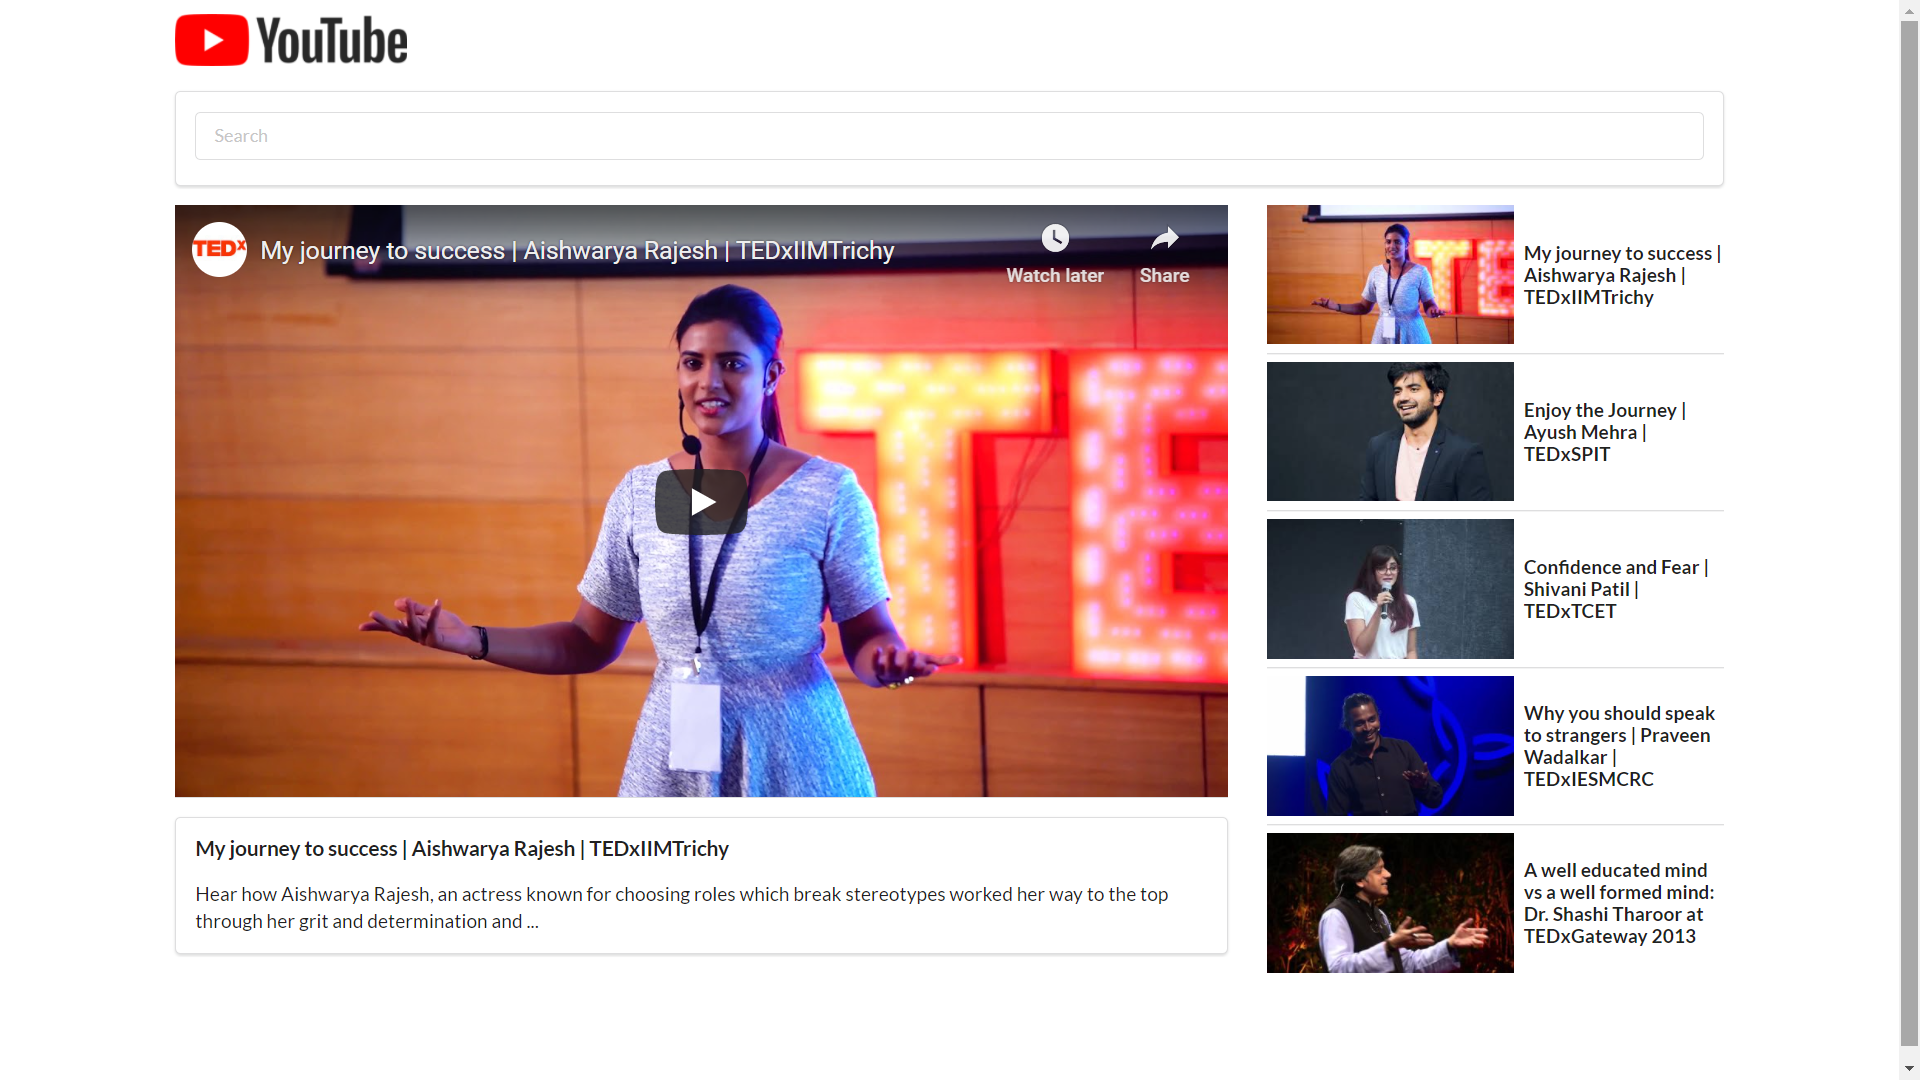 YouTube
Search
TEDx
My journey to success | Aishwarya Rajesh | TEDxIIMTrichy
Watch later
Share
TE
My journey to success | Aishwarya Rajesh | TEDxIIMTrichy
Hear how Aishwarya Rajesh, an actress known for choosing roles which break stereotypes worked her way to the top
through her grit and determination and ...
TE
My journey to success |
Aishwarya Rajesh |
TEDxIIMTrichy
Enjoy the Journey |
Ayush Mehra |
TEDxSPIT
Confidence and Fear |
Shivani Patil |
TEDxTCET
Why you should speak
to strangers | Praveen
Wadalkar |
TEDxIESMCRC
A well educated mind
vs a well formed mind:
Dr. Shashi Tharoor at
TEDxGateway 2013